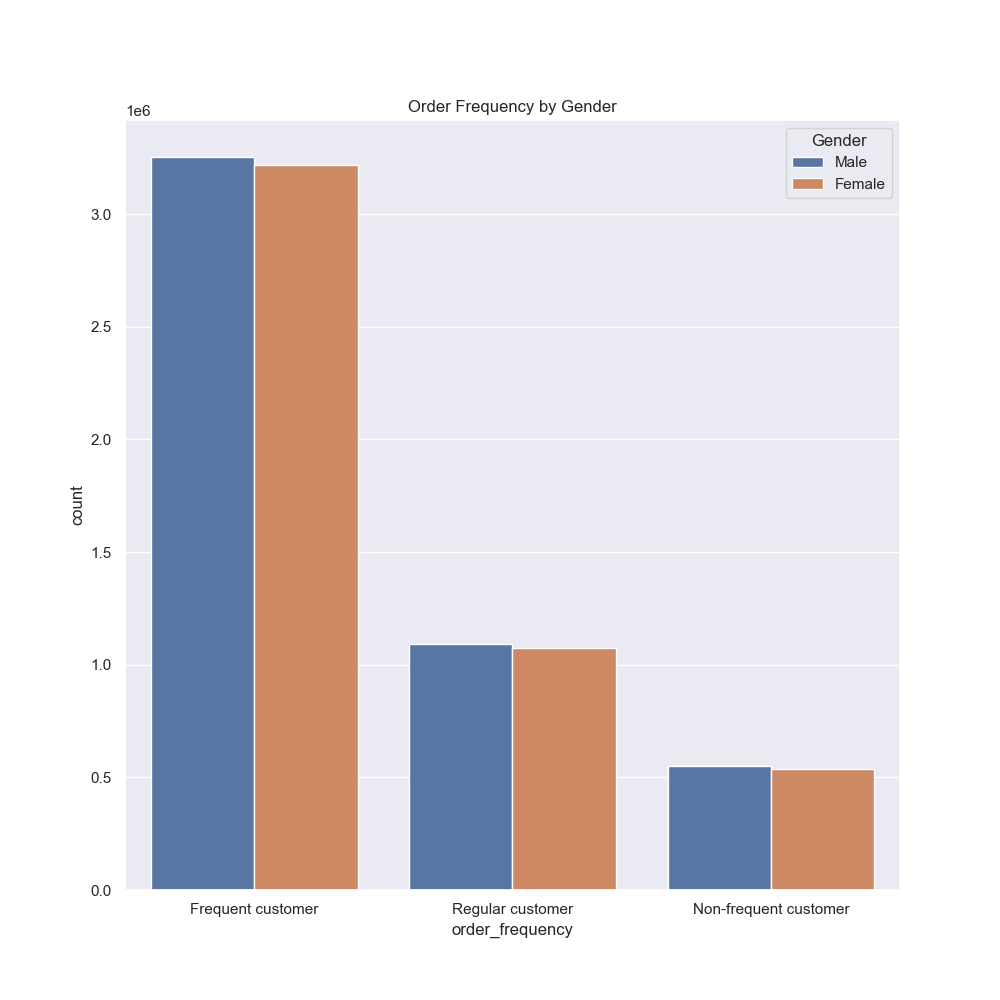 Order Frequency by Gender
1e6
Gender
Male
Female
3.0
2.5
2.0
1.5
1.0
0.5
0.0
count
Frequent customer
Regular customer
Non-frequent customer
order_frequency